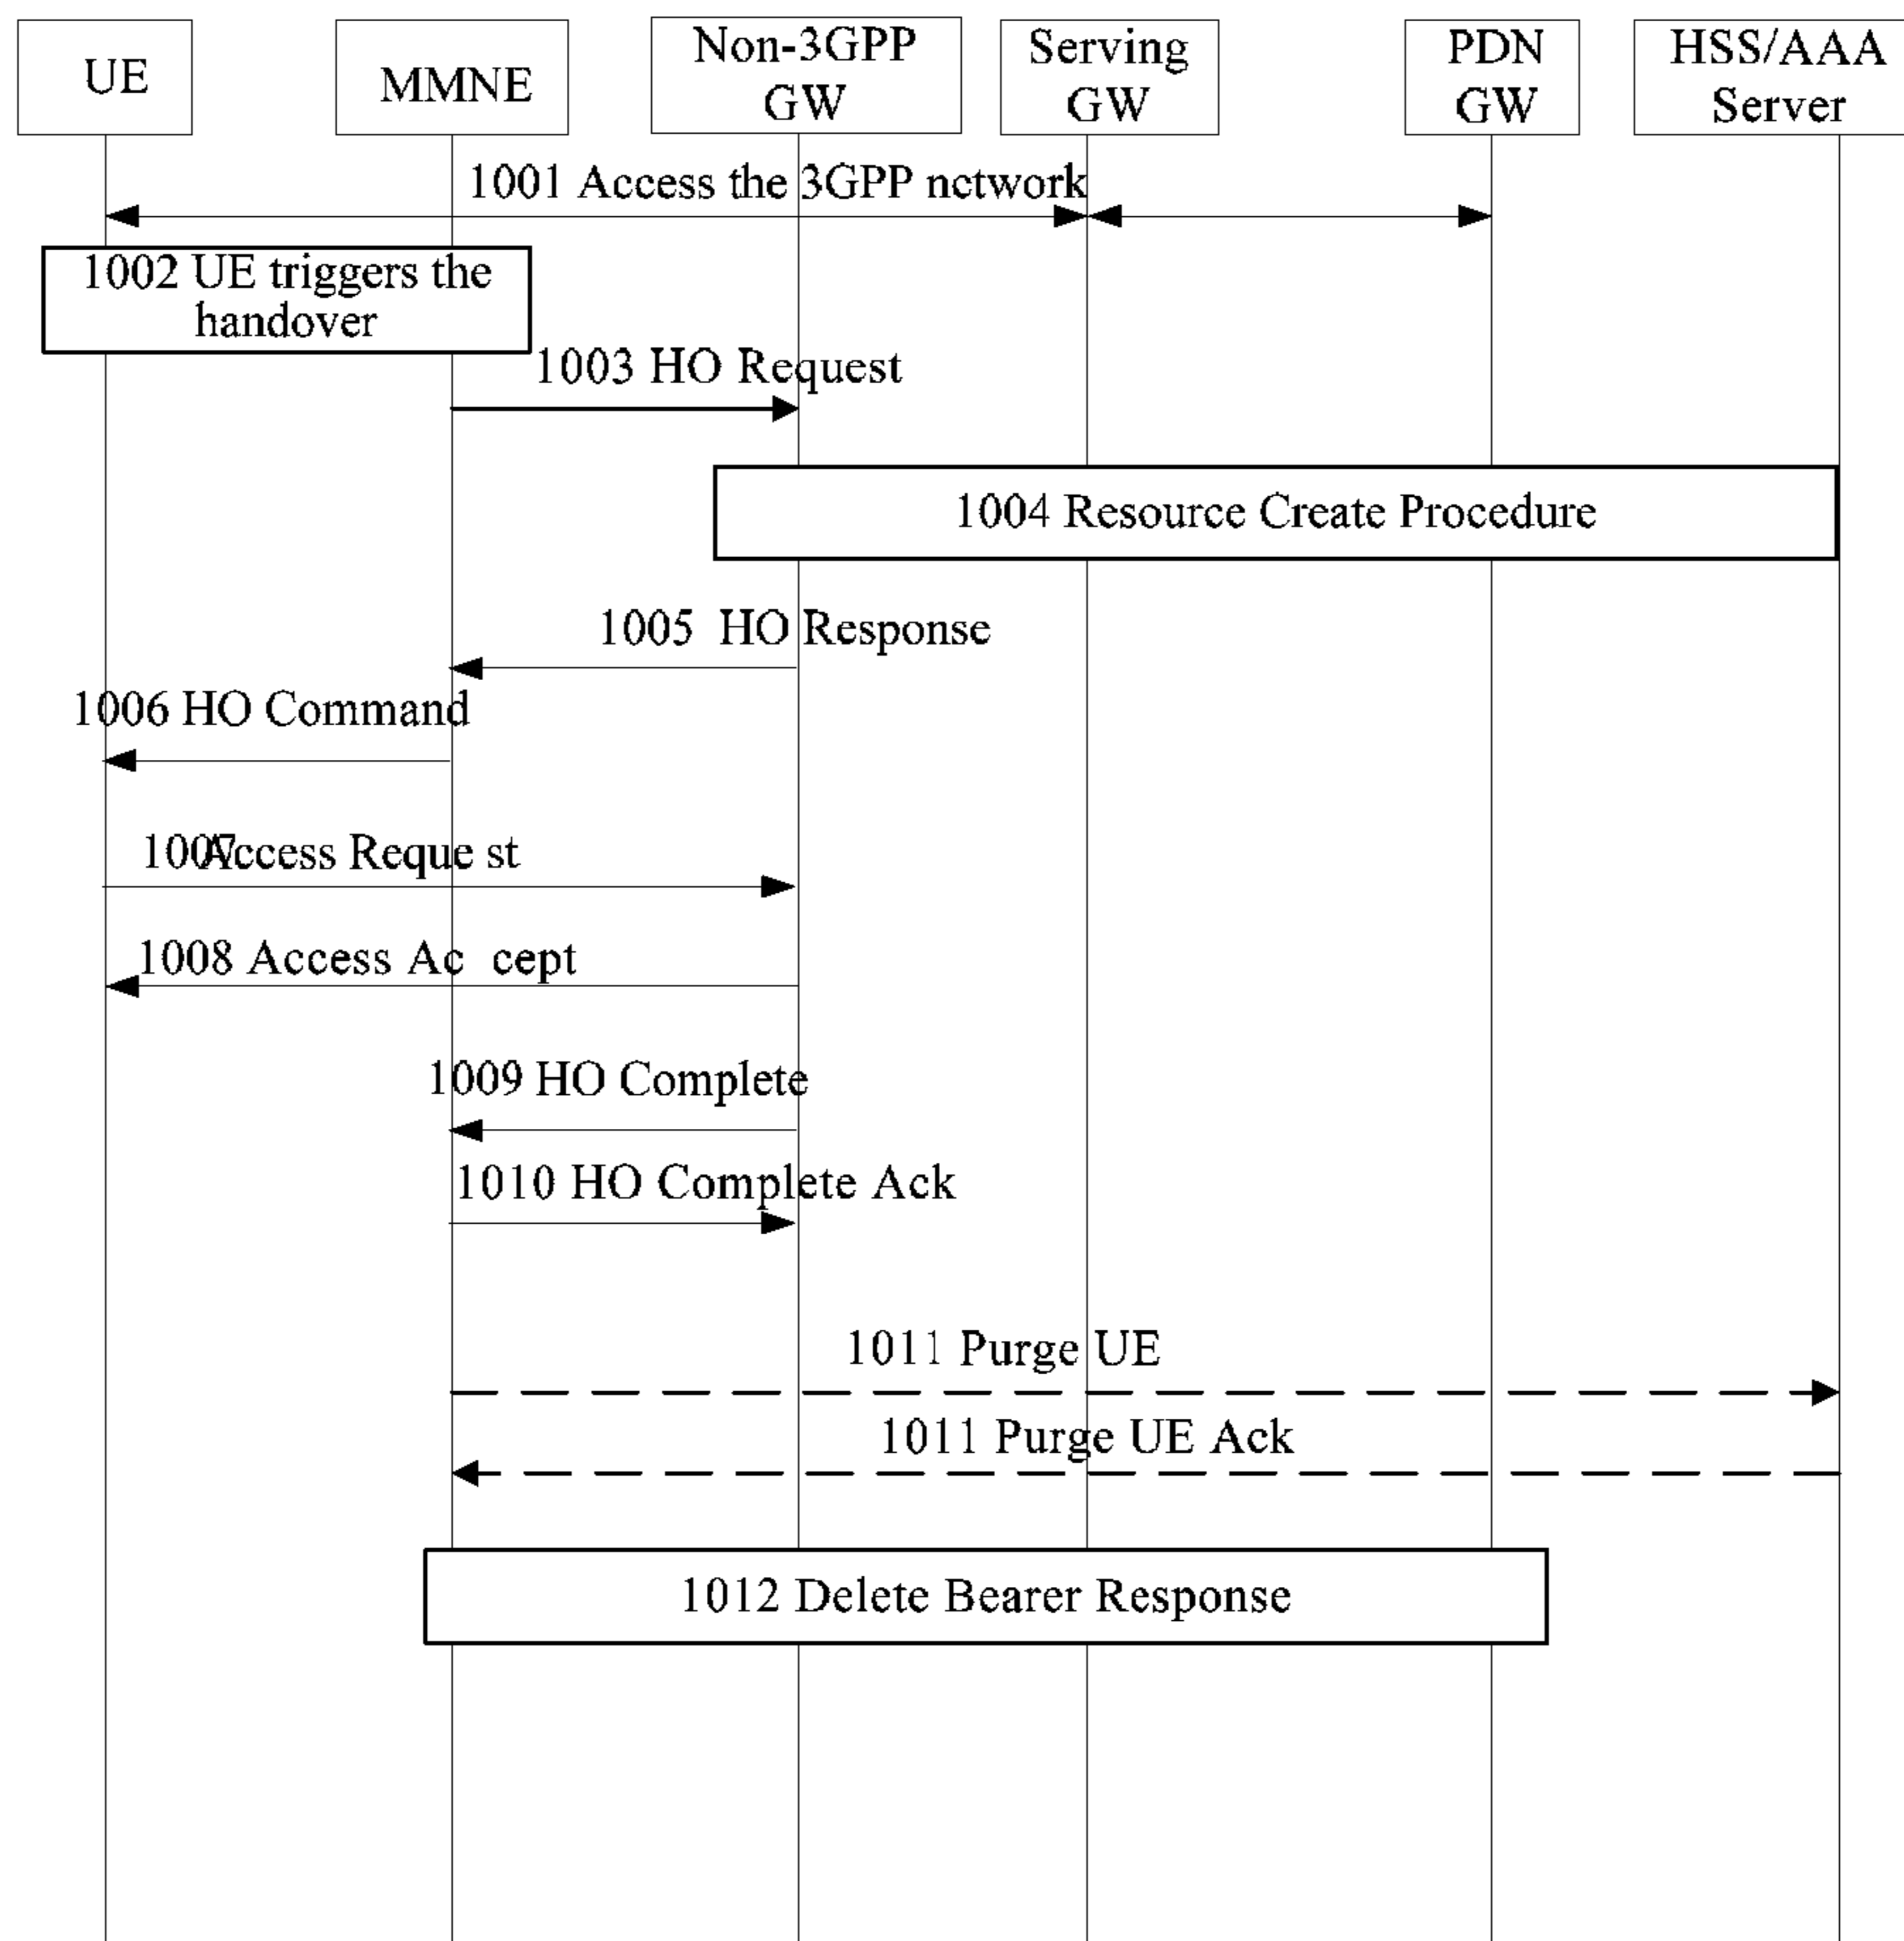 UE
MMNE
Non-3GPP
GW
Serving
GW
PDN
GW
HSS/AAA
Server
1001 Access the 3GPP network
1002 UE triggers the
handover
1003 HO Request
1004 Resource Create Procedure
1005 HO Response
1006 HO Command
1007 Access Reque st
1008 Access Ac cept
1009 HO Complete
1010 HO Complete Ack
1011 Purge UE
1011 Purge UE Ack
1012 Delete Bearer Response